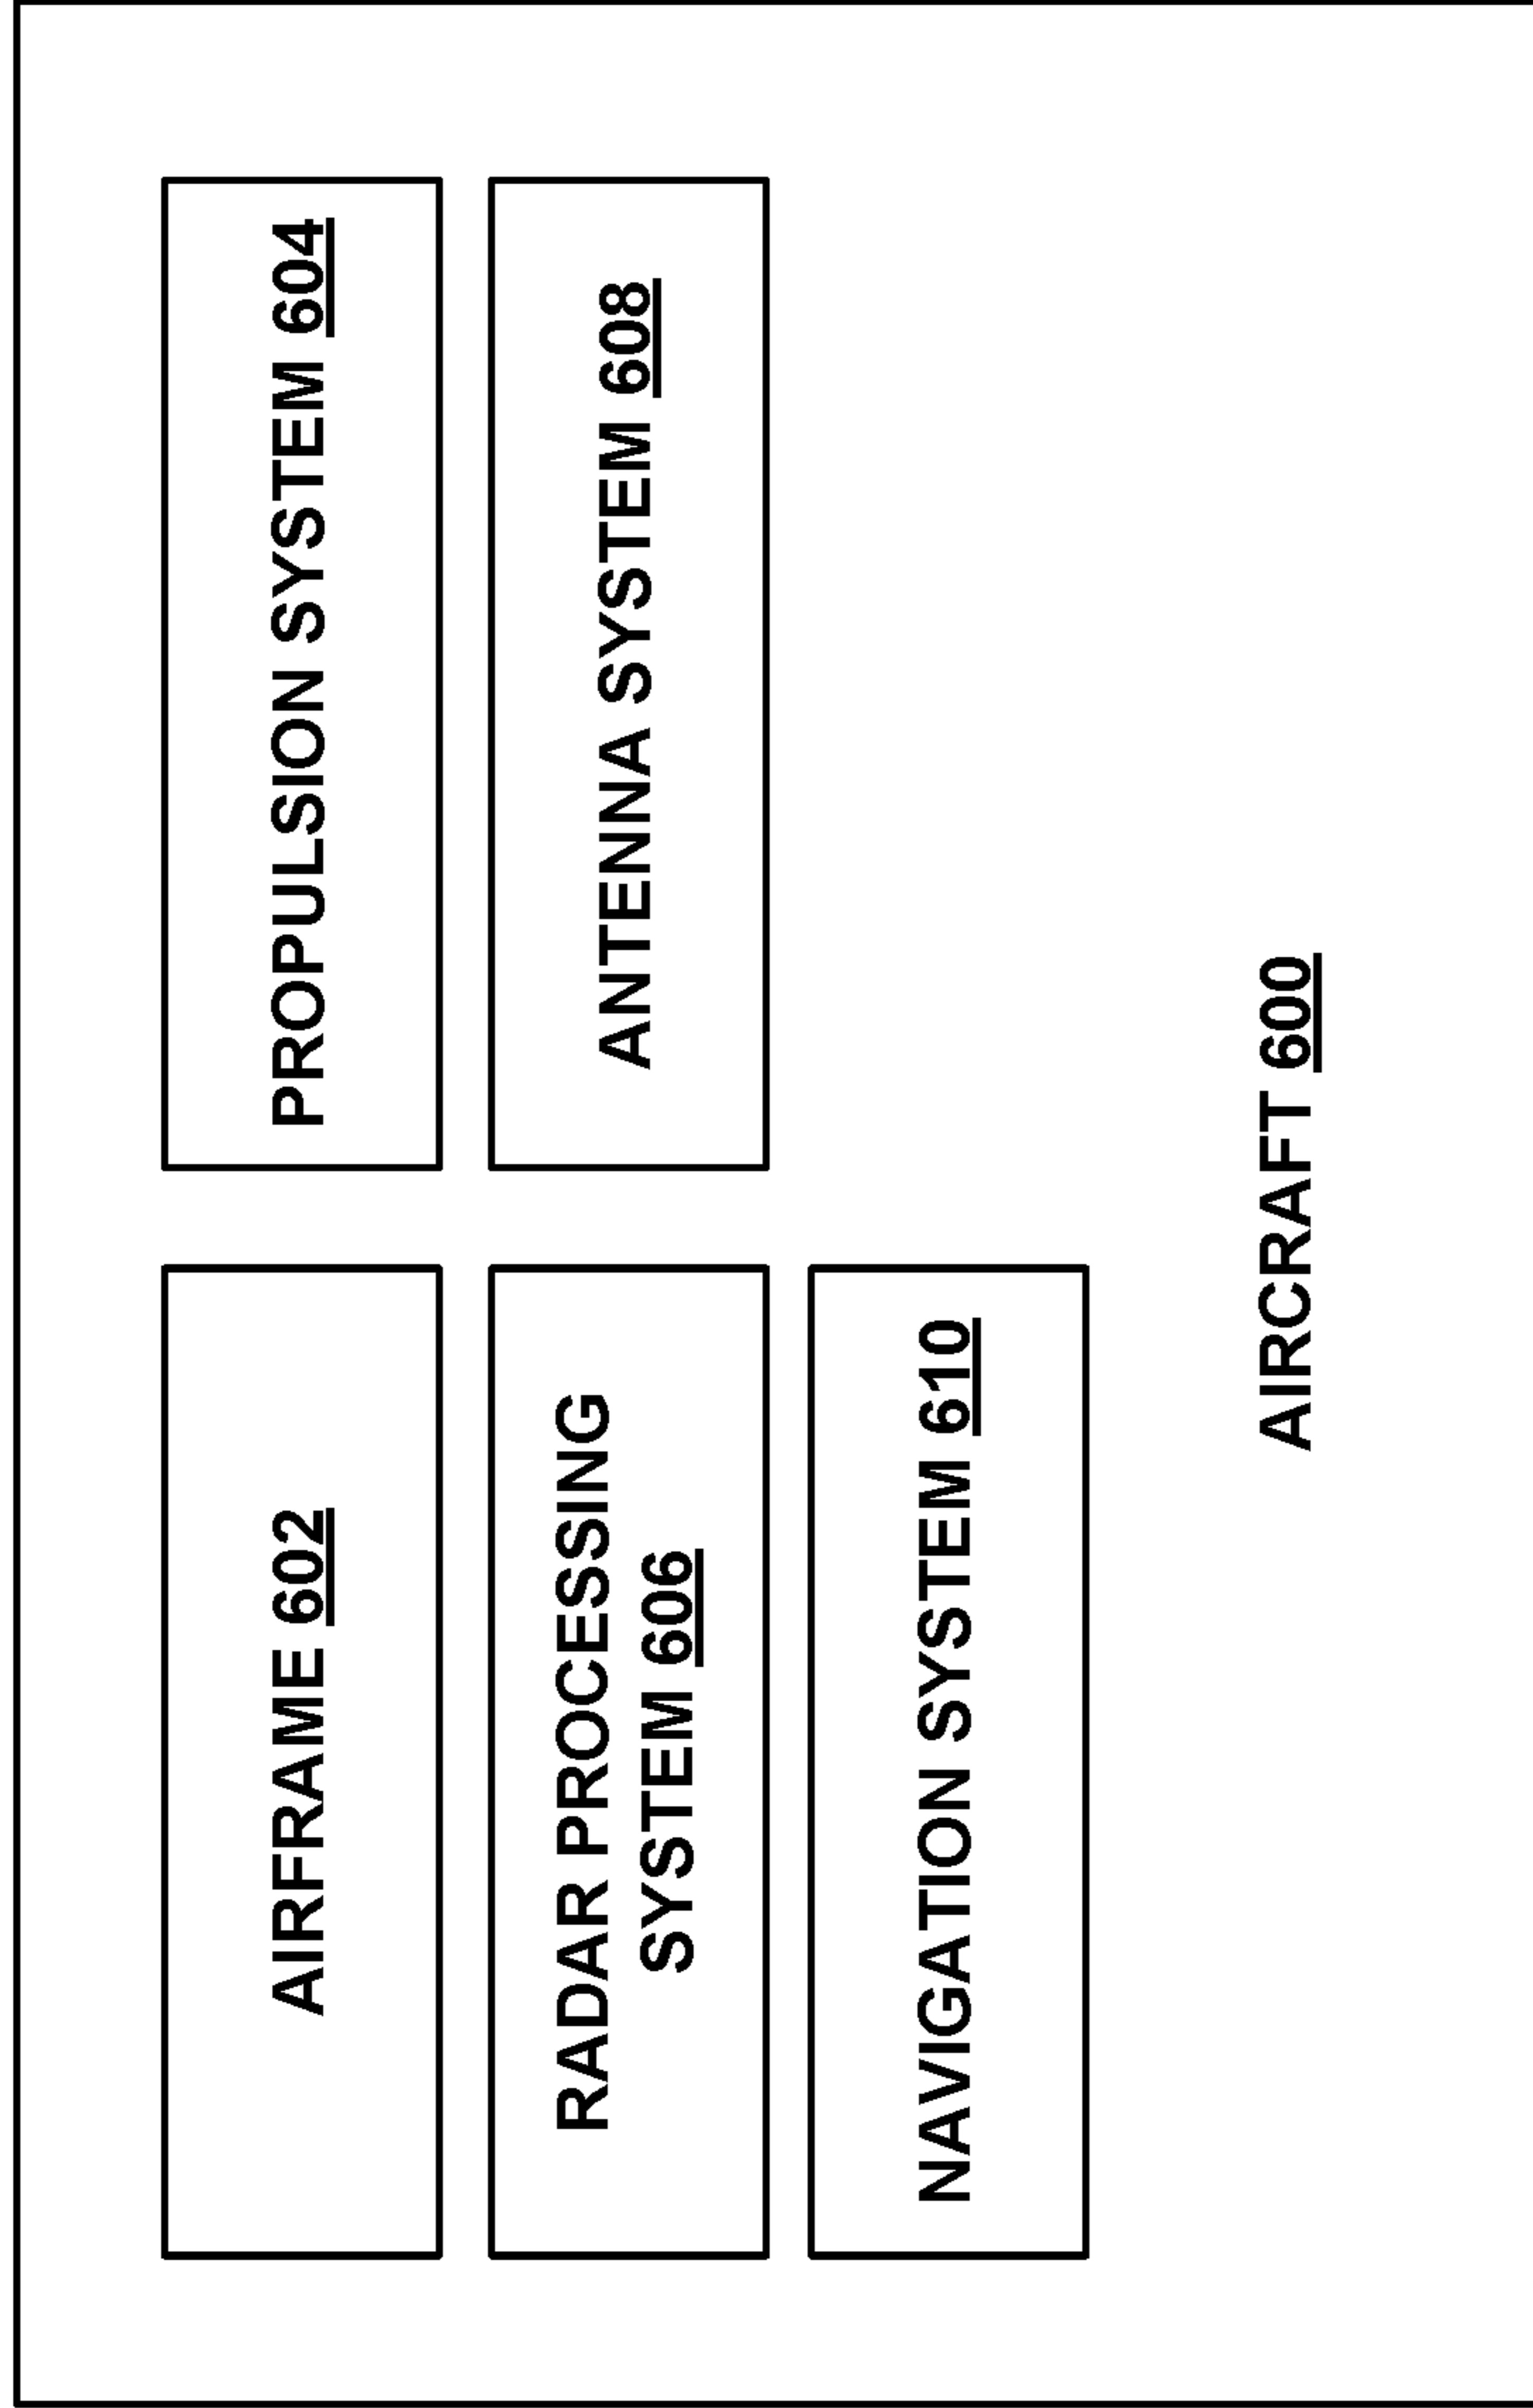 AIRFRAME 602
PROPULSION SYSTEM 604
RADAR PROCESSING
SYSTEM 606
ANTENNA SYSTEM 608
NAVIGATION SYSTEM 610
AIRCRAFT 600